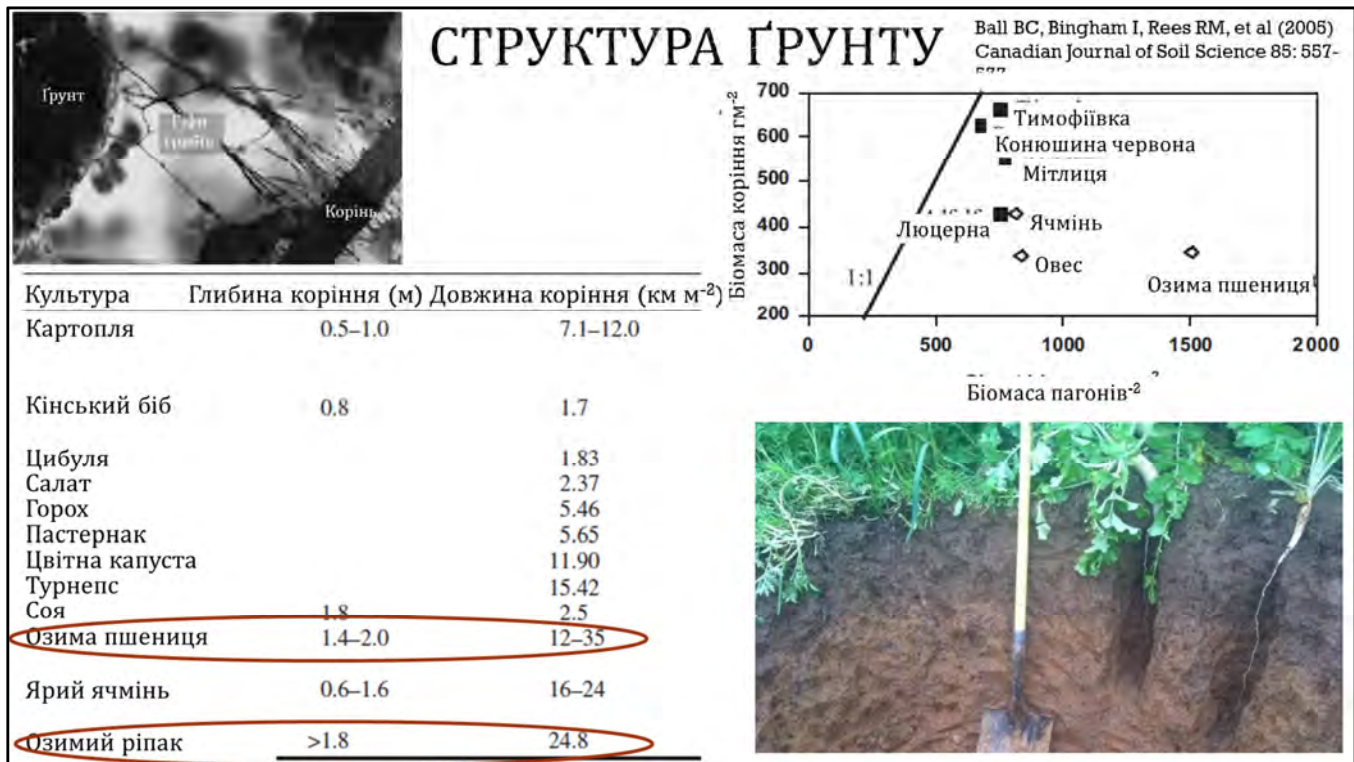 СТРУКТУРА ҐРУНТУ
Ball BC, Bingham I, Rees RM, et al (2005)
Canadian Journal of Soil Science 85: 557-
Ґрунт
Корінь
Культура Глибина коріння (м) Довжина коріння (км м⁻²)
Картопля 0.5–1.0 7.1–12.0
Кінський біб 0.8 1.7
Цибуля 1.83
Салат 2.37
Горох 5.46
Пастернак 5.65
Цвітна капуста 11.90
Турнепс 15.42
Соя 1.8 2.5
Озима пшениця 1.4–2.0 12–35
Ярий ячмінь 0.6–1.6 16–24
Озимий ріпак >1.8 24.8
Біомаса коріння гм⁻²
700
600
500
400
300
200
Тимофіївка
Конюшина червона
Мітлиця
Люцерна
Ячмінь
Овес
Озима пшениця
1:1
0 500 1000 1500 2000
Біомаса пагонів⁻²